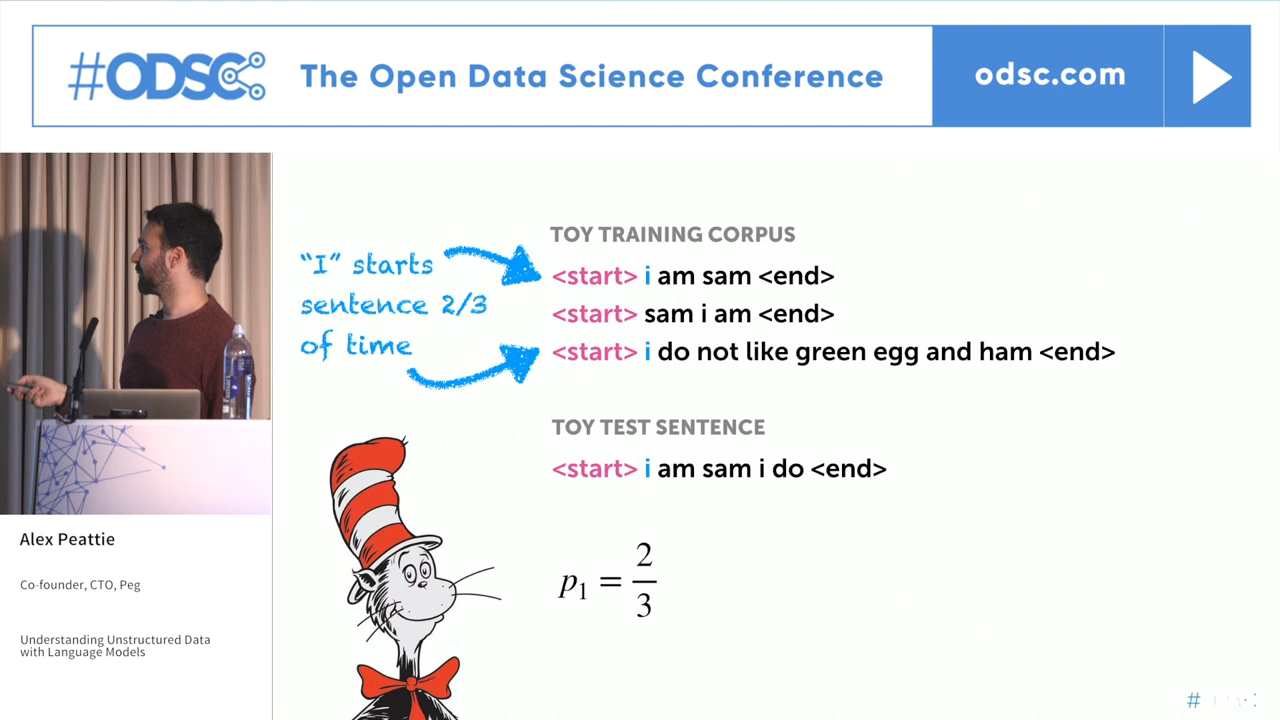 #ODSC
The Open Data Science Conference
odsc.com
TOY TRAINING CORPUS
"I" starts
sentence 2/3
of time
<start> i am sam <end>
<start> sam i am <end>
<start> i do not like green egg and ham <end>
TOY TEST SENTENCE
<start> i am sam i do <end>
p₁ = 2/3
Alex Peattie
Co-founder, CTO, Peg
Understanding Unstructured Data
with Language Models
#